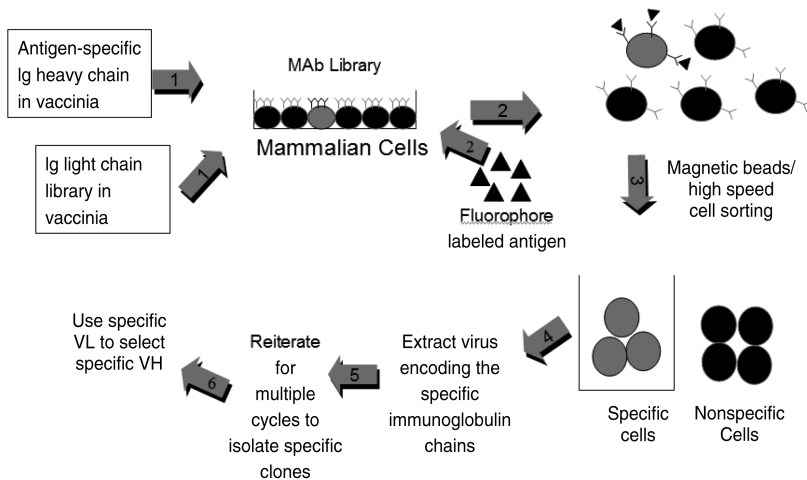 Antigen-specific
Ig heavy chain
in vaccinia
1
MAb Library
Mammalian Cells
2
2
Ig light chain
library in
vaccinia
1
Fluorophore
labeled antigen
3
Magnetic beads/
high speed
cell sorting
Use specific
VL to select
specific VH
6
Reiterate
for
multiple
cycles to
isolate specific
clones
5
Extract virus
encoding the
specific
immunoglobulin
chains
4
Specific
cells
Nonspecific
Cells